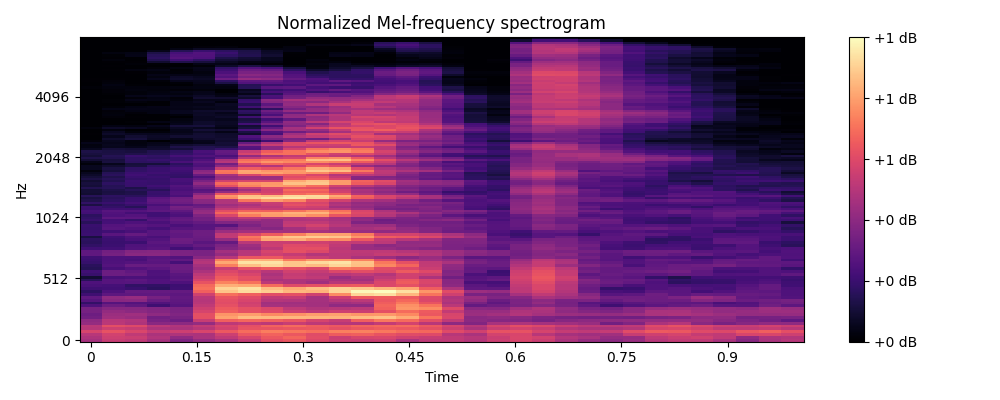 Normalized Mel-frequency spectrogram
Hz
4096
2048
1024
512
0
0 0.15 0.3 0.45 0.6 0.75 0.9
Time
+1 dB
+1 dB
+1 dB
+0 dB
+0 dB
+0 dB